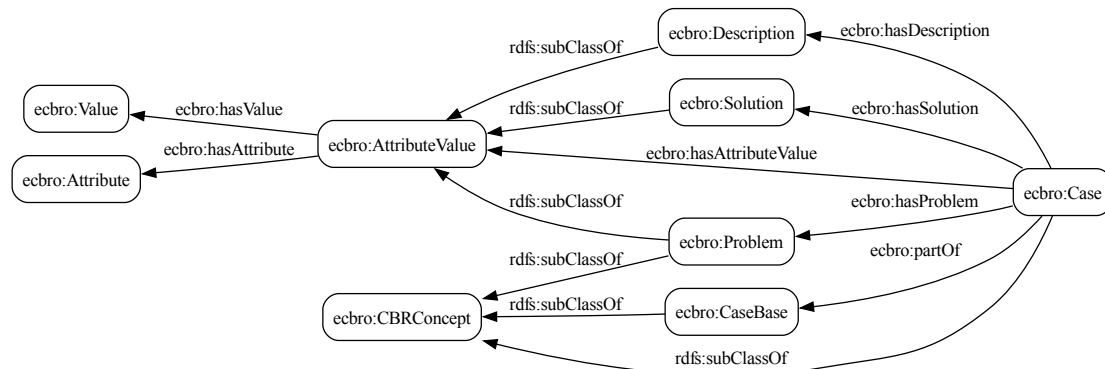 ecbro:Description
ecbro:hasDescription
rdfs:subClassOf
ecbro:Value
ecbro:hasValue
rdfs:subClassOf
ecbro:Solution
ecbro:hasSolution
ecbro:AttributeValue
ecbro:hasAttributeValue
ecbro:hasAttribute
ecbro:Attribute
ecbro:Case
rdfs:subClassOf
ecbro:hasProblem
ecbro:Problem
rdfs:subClassOf
ecbro:partOf
rdfs:subClassOf
ecbro:CBRConcept
ecbro:CaseBase
rdfs:subClassOf